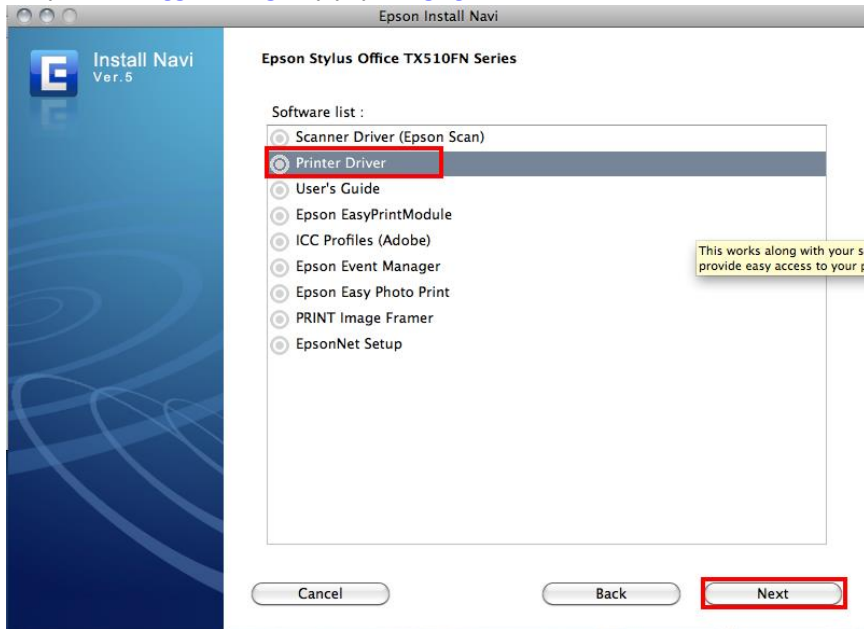 Epson Install Navi
Install Navi
Ver.5
Epson Stylus Office TX510FN Series
Software list :
Scanner Driver (Epson Scan)
Printer Driver
User's Guide
Epson EasyPrintModule
ICC Profiles (Adobe)
Epson Event Manager
Epson Easy Photo Print
PRINT Image Framer
EpsonNet Setup
This works along with your
provide easy access to your
Cancel
Back
Next